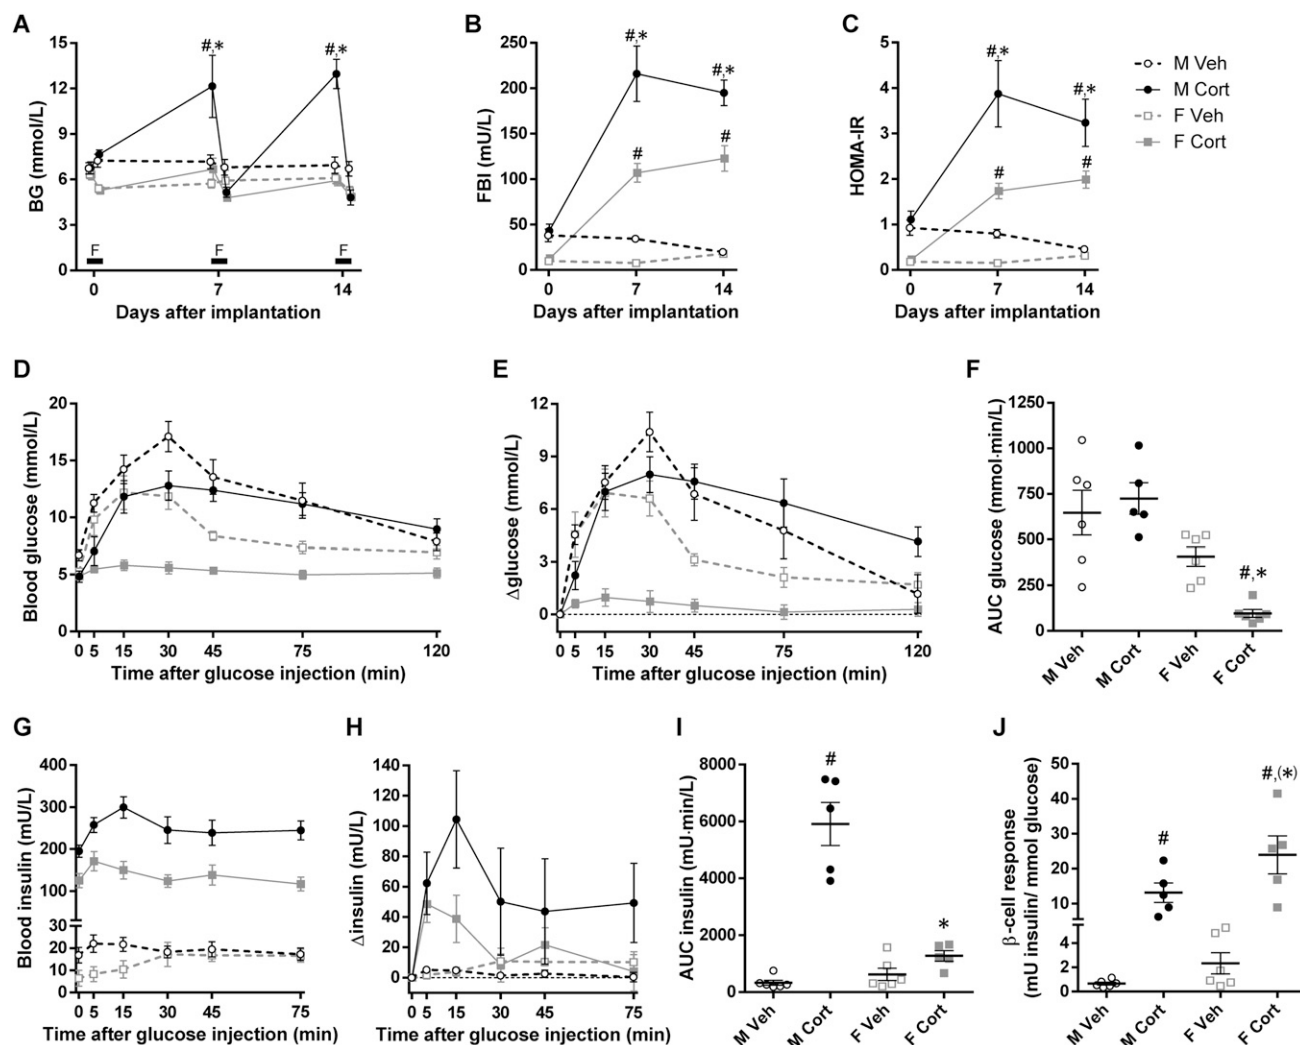 A
BG (mmol/L)
15
12
9
6
3
0
#,*
#,*
F
F
F
0 7 14
Days after implantation
B
FBI (mU/L)
250
200
150
100
50
0
#,*
#,*
#
#
0 7 14
Days after implantation
C
HOMA-IR
5
4
3
2
1
0
#,*
#,*
#
#
0 7 14
Days after implantation
M Veh
M Cort
F Veh
F Cort
D
Blood glucose (mmol/L)
20
15
10
5
0
0 5 15 30 45 75 120
Time after glucose injection (min)
E
Δglucose (mmol/L)
12
9
6
3
0
0 5 15 30 45 75 120
Time after glucose injection (min)
F
AUC glucose (mmol·min/L)
1250
1000
750
500
250
0
#,*
M Veh
M Cort
F Veh
F Cort
G
Blood insulin (mU/L)
400
300
200
100
30
20
10
0
0 5 15 30 45 75
Time after glucose injection (min)
H
Δinsulin (mU/L)
150
120
90
60
30
0
0 5 15 30 45 75
Time after glucose injection (min)
I
AUC insulin (mU·min/L)
8000
6000
4000
2000
0
#
*
M Veh
M Cort
F Veh
F Cort
J
β-cell response
(mU insulin/ mmol glucose)
50
40
30
20
10
4
2
0
#
#,(*)
M Veh
M Cort
F Veh
F Cort